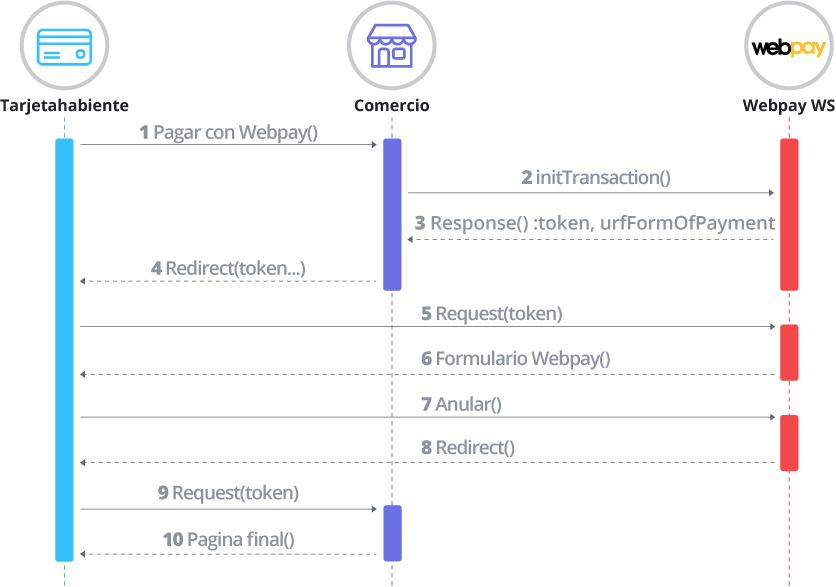 webpay
Tarjetahabiente
Comercio
Webpay WS
1 Pagar con Webpay()
2 initTransaction()
3 Response() :token, urfFormOfPayment
4 Redirect(token...)
5 Request(token)
6 Formulario Webpay()
7 Anular()
8 Redirect()
9 Request(token)
10 Pagina final()